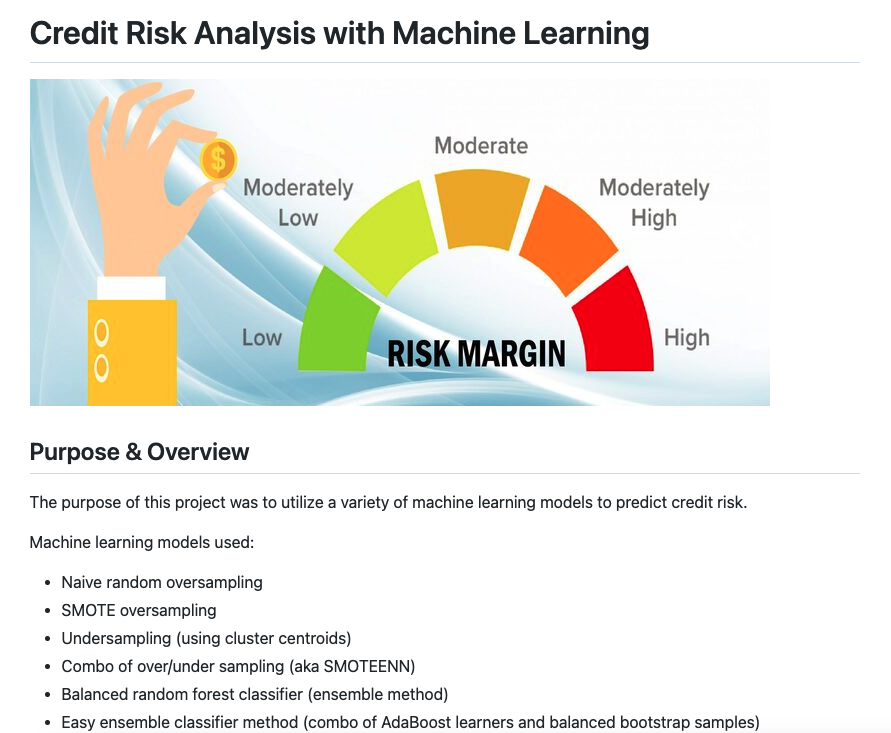 Credit Risk Analysis with Machine Learning
$
Moderate
Moderately
Low
Moderately
High
Low
RISK MARGIN
High
Purpose & Overview
The purpose of this project was to utilize a variety of machine learning models to predict credit risk.
Machine learning models used:
• Naive random oversampling
• SMOTE oversampling
• Undersampling (using cluster centroids)
• Combo of over/under sampling (aka SMOTEENN)
• Balanced random forest classifier (ensemble method)
• Easy ensemble classifier method (combo of AdaBoost learners and balanced bootstrap samples)